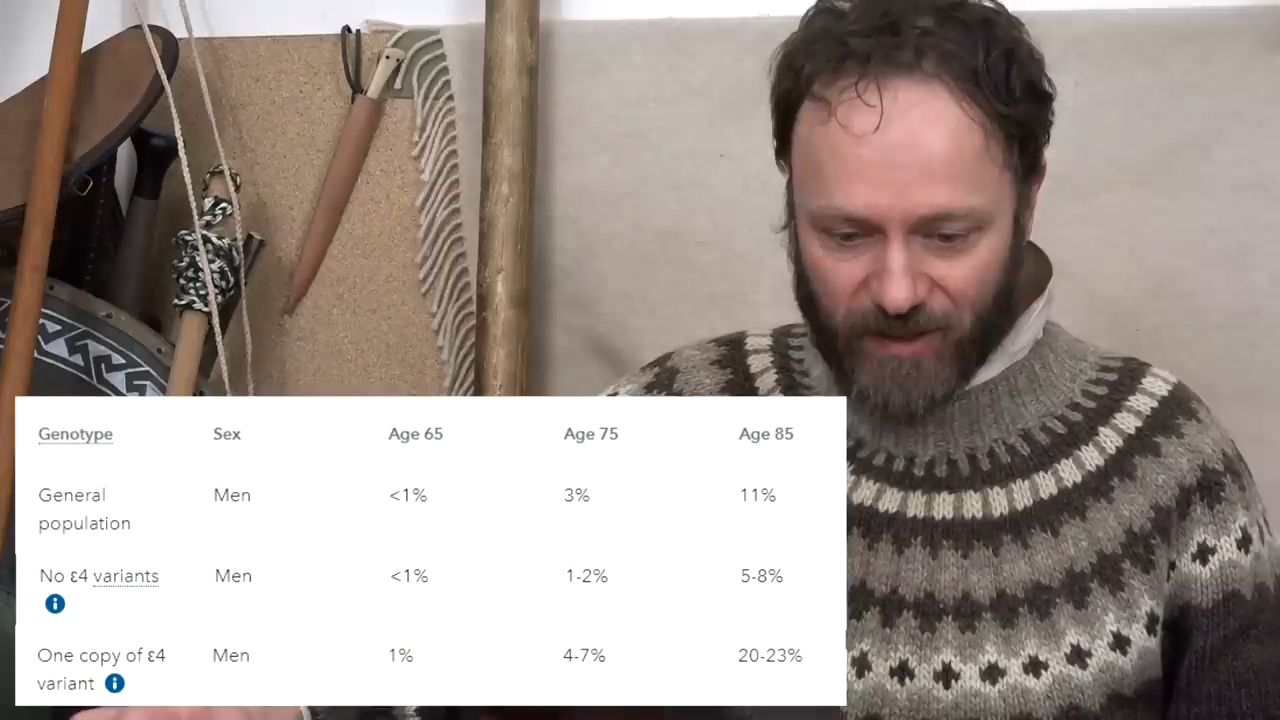 Genotype Sex Age 65 Age 75 Age 85
General population Men <1% 3% 11%
No ε4 variants Men <1% 1-2% 5-8%
One copy of ε4 variant Men 1% 4-7% 20-23%